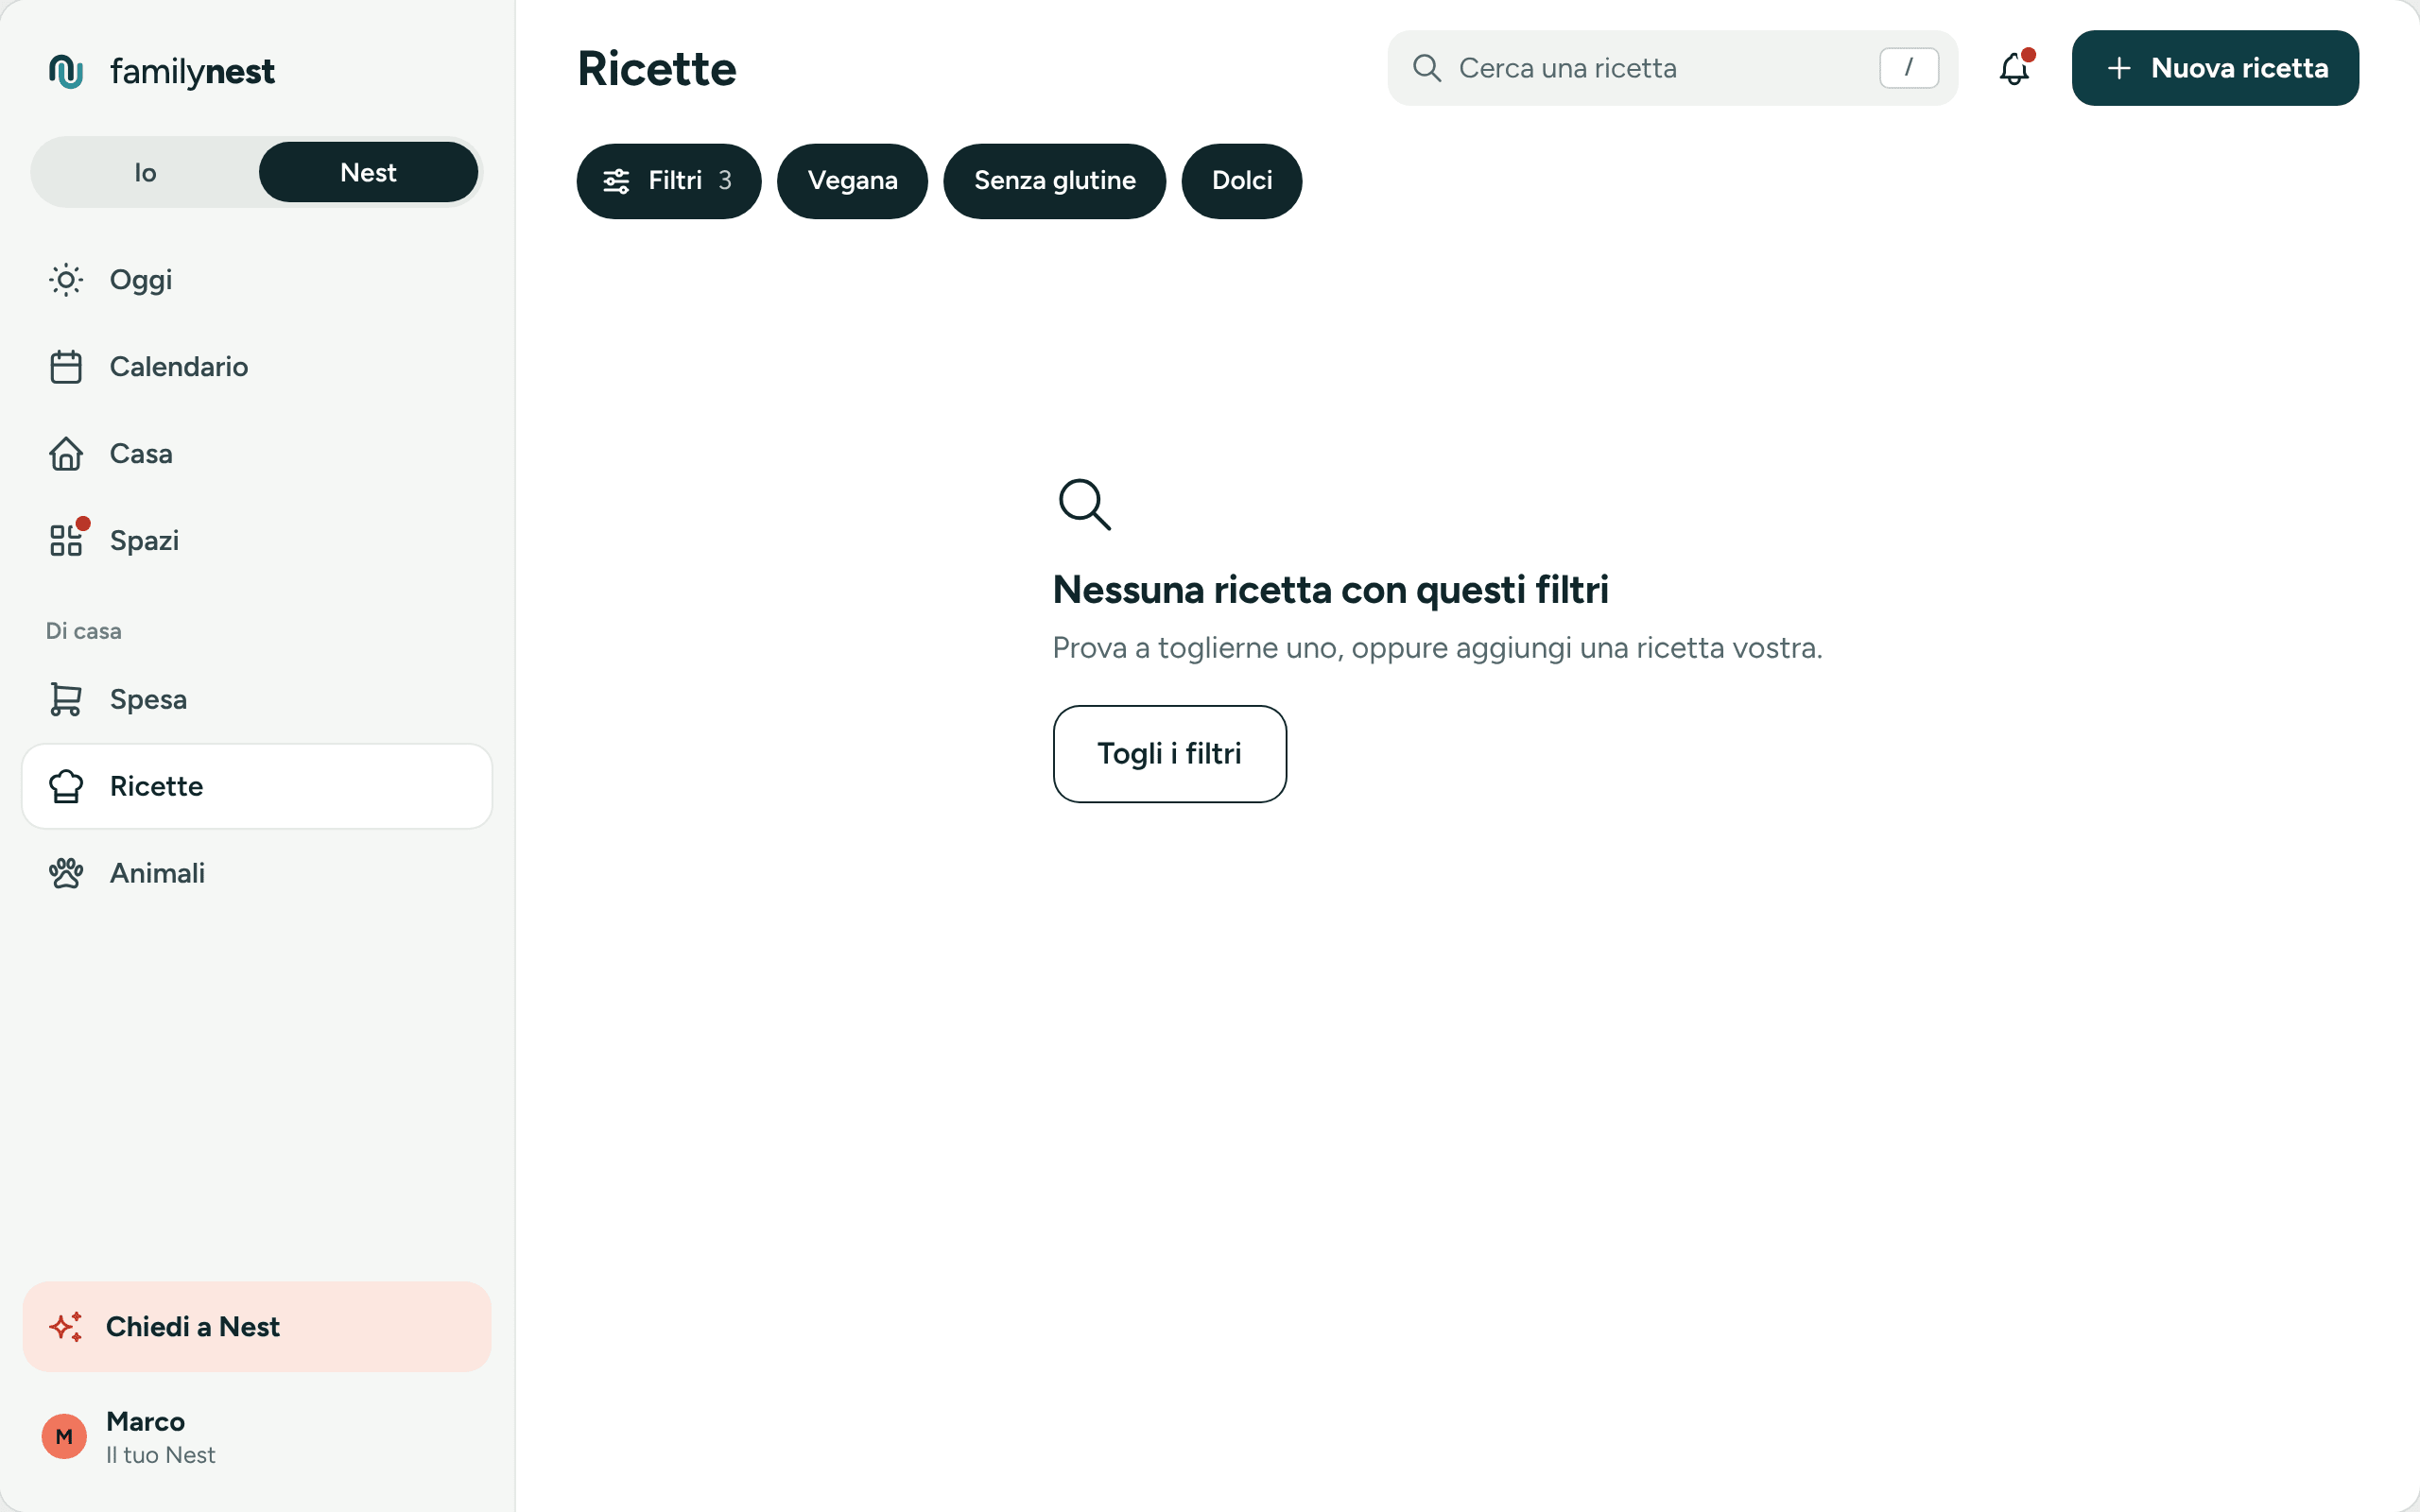 familynest
Io
Nest
Oggi
Calendario
Casa
Spazi
Di casa
Spesa
Ricette
Animali
Chiedi a Nest
M
Marco
Il tuo Nest
Ricette
Cerca una ricetta
/
Nuova ricetta
Filtri 3
Vegana
Senza glutine
Dolci
Nessuna ricetta con questi filtri
Prova a toglierne uno, oppure aggiungi una ricetta vostra.
Togli i filtri